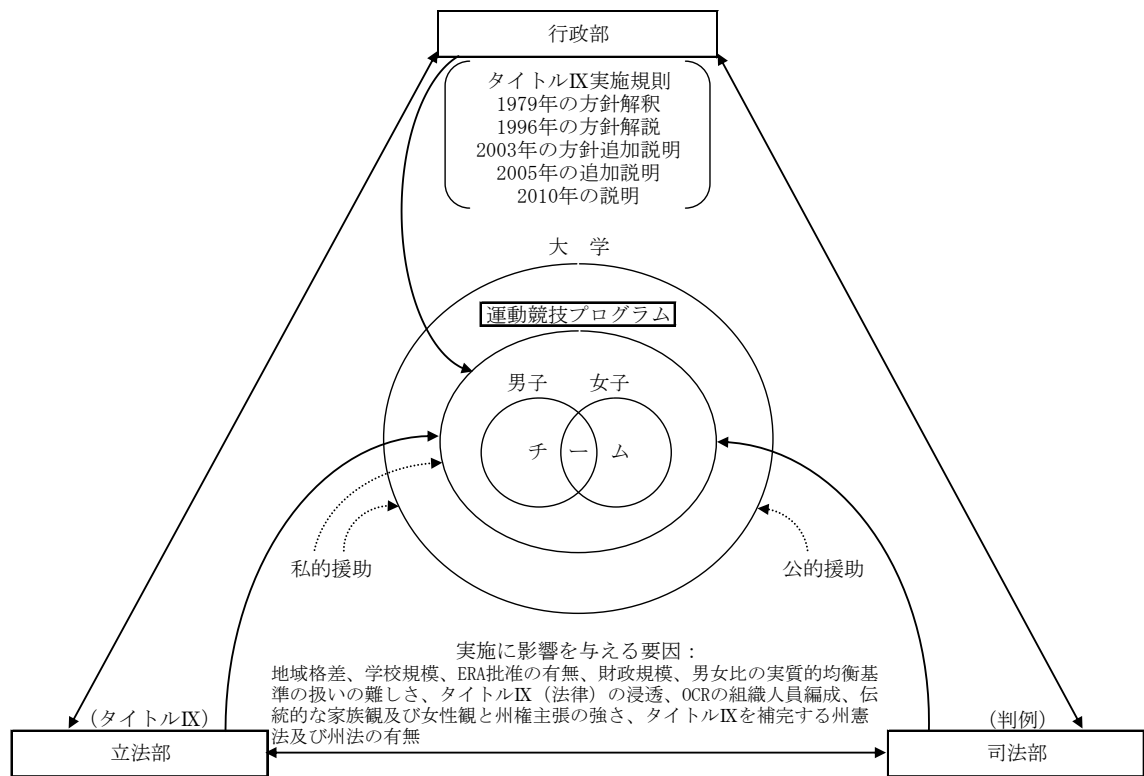 行政部
タイトルⅨ実施規則
1979年の方針解釈
1996年の方針解説
2003年の方針追加説明
2005年の追加説明
2010年の説明
大　学
運動競技プログラム
男子　女子
チ ー ム
私的援助
公的援助
実施に影響を与える要因：
地域格差、学校規模、ERA批准の有無、財政規模、男女比の実質的均衡基
準の扱いの難しさ、タイトルⅨ（法律）の浸透、OCRの組織人員編成、伝
統的な家族観及び女性観と州権主張の強さ、タイトルⅨを補完する州憲
法及び州法の有無
（タイトルⅨ）
（判例）
立法部
司法部